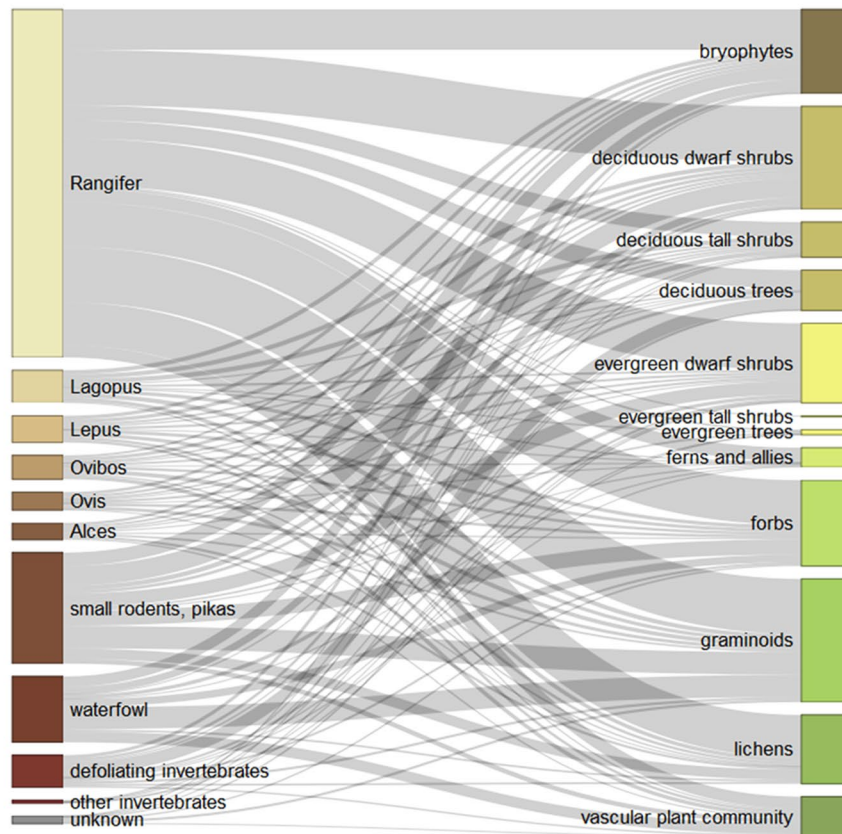 Rangifer
Lagopus
Lepus
Ovibos
Ovis
Alces
small rodents, pikas
waterfowl
defoliating invertebrates
other invertebrates
unknown
bryophytes
deciduous dwarf shrubs
deciduous tall shrubs
deciduous trees
evergreen dwarf shrubs
evergreen tall shrubs
evergreen trees
ferns and allies
forbs
graminoids
lichens
vascular plant community